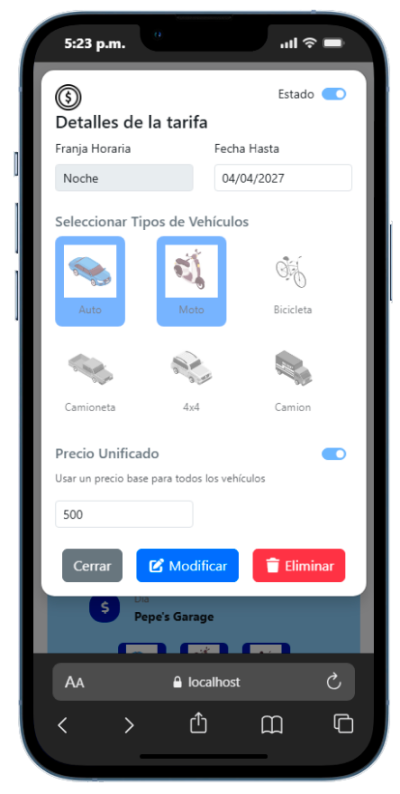 5:23 p.m.
$
Estado
Detalles de la tarifa
Franja Horaria Fecha Hasta
Noche 04/04/2027
Seleccionar Tipos de Vehículos
Auto Moto Bicicleta
Camioneta 4x4 Camion
Precio Unificado
Usar un precio base para todos los vehículos
500
Cerrar Modificar Eliminar
$
Día
Pepe's Garage
AA localhost